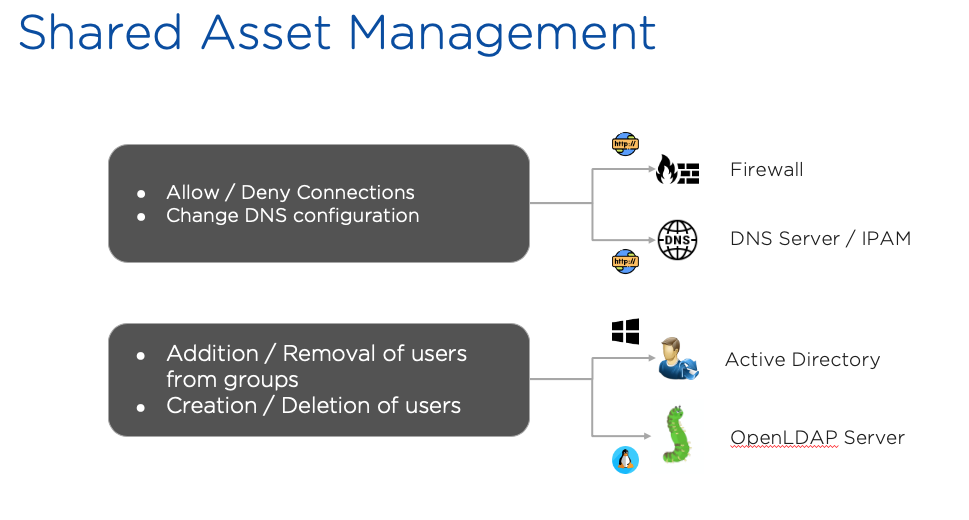 Shared Asset Management
● Allow / Deny Connections
● Change DNS configuration
http://
Firewall
DNS
DNS Server / IPAM
http://
● Addition / Removal of users
from groups
● Creation / Deletion of users
Active Directory
OpenLDAP Server